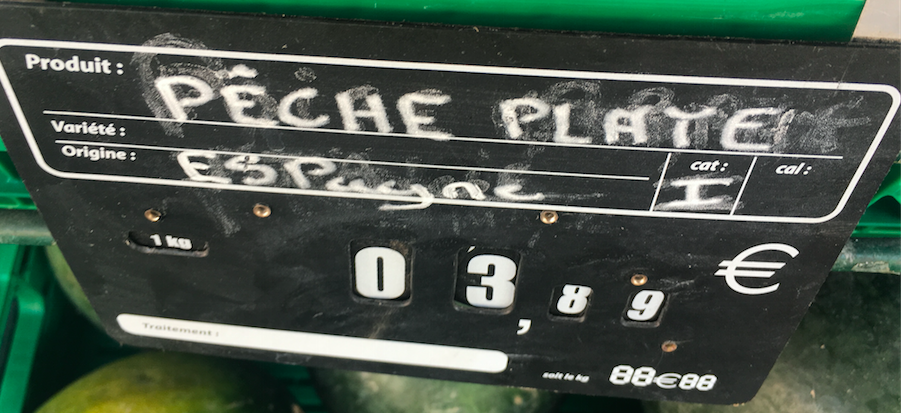 Produit : PÊCHE PLATE
Variété :
Origine : ESPagne
cat : I
cal :
1 kg
03,89 €
Traitement :
soit le kg 88€88